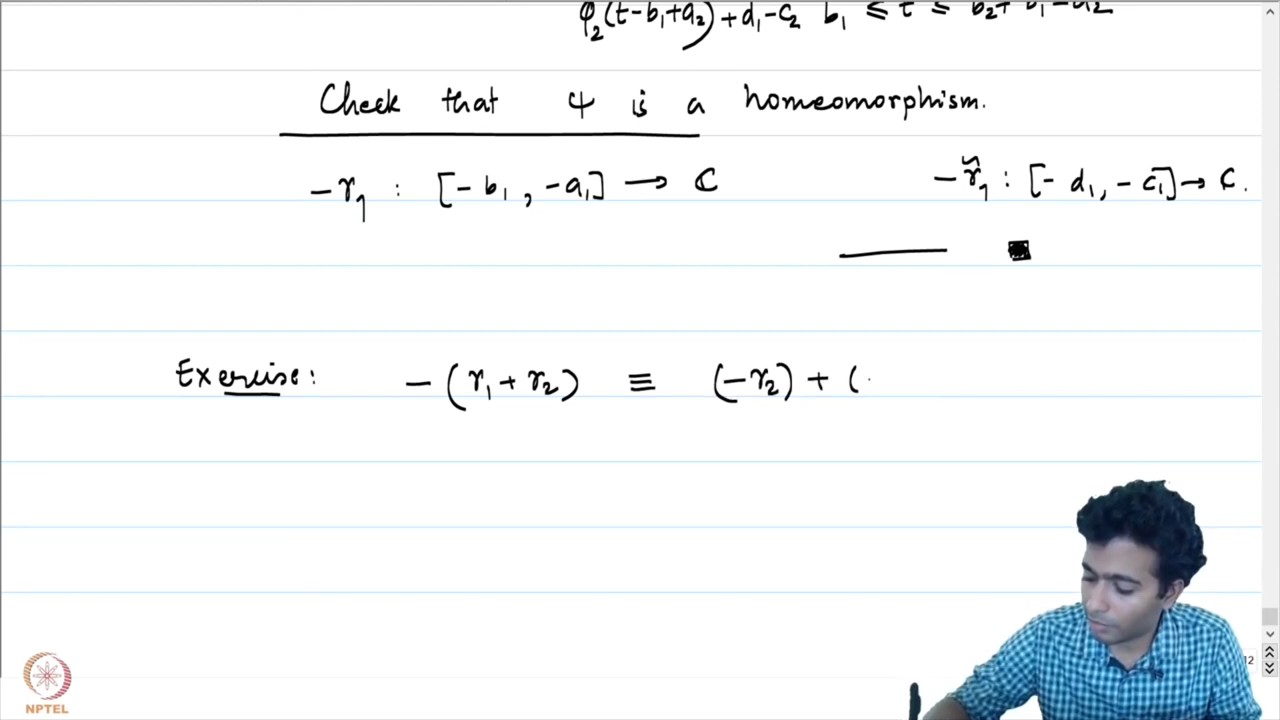 φ₂(t-b₁+a₂)+d₁-c₂ b₁ ≤ t ≤ b₂+b₁-a₂
Check that ψ is a homeomorphism.
-γ₁ : [-b₁, -a₁] → ℂ -γ̃₁ : [-d₁, -c₁] → ℂ.
Exercise: -(γ₁+γ₂) ≡ (-γ₂) + (
12
NPTEL